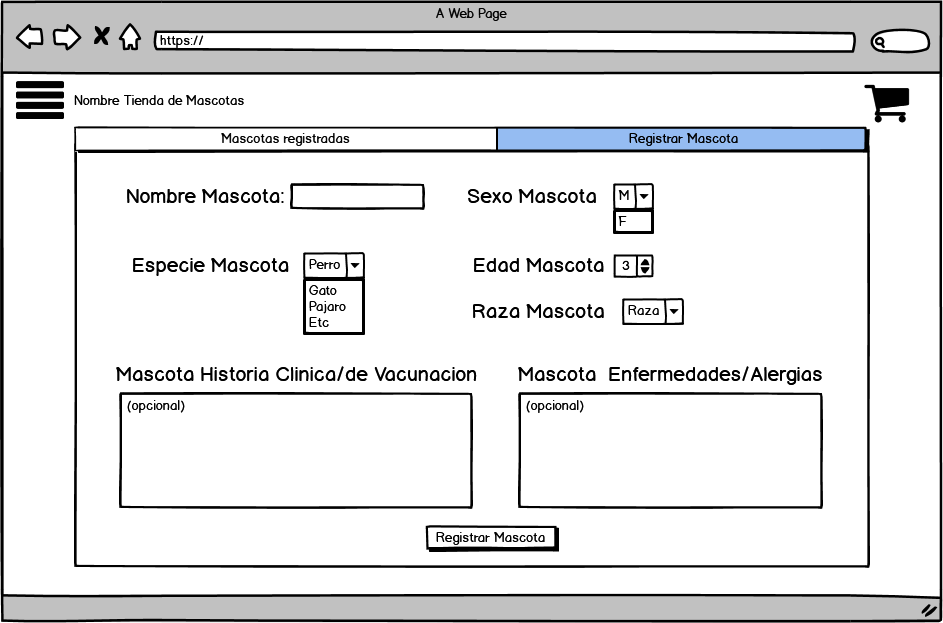 A Web Page
https://
Nombre Tienda de Mascotas
Mascotas registradas
Registrar Mascota
Nombre Mascota:
Sexo Mascota
M
F
Especie Mascota
Perro
Gato
Pajaro
Etc
Edad Mascota
3
Raza Mascota
Raza
Mascota Historia Clinica/de Vacunacion
(opcional)
Mascota Enfermedades/Alergias
(opcional)
Registrar Mascota